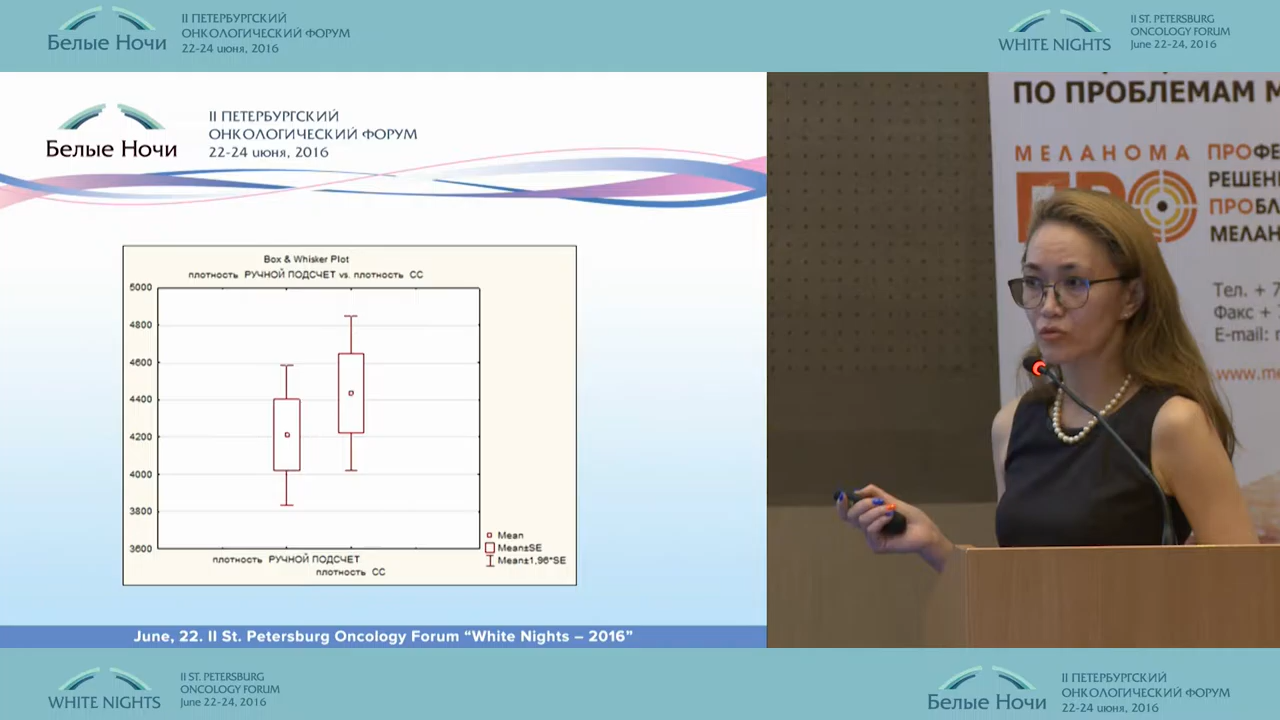 Белые Ночи
II ПЕТЕРБУРГСКИЙ
ОНКОЛОГИЧЕСКИЙ ФОРУМ
22-24 июня, 2016
WHITE NIGHTS
II ST. PETERSBURG
ONCOLOGY FORUM
June 22-24, 2016
Белые Ночи
II ПЕТЕРБУРГСКИЙ
ОНКОЛОГИЧЕСКИЙ ФОРУМ
22-24 июня, 2016
Box & Whisker Plot
плотность РУЧНОЙ ПОДСЧЕТ vs. плотность СС
5000
4800
4600
4400
4200
4000
3800
3600
плотность РУЧНОЙ ПОДСЧЕТ
плотность СС
Mean
Mean±SE
Mean±1,96*SE
June, 22. II St. Petersburg Oncology Forum “White Nights – 2016”
ПО ПРОБЛЕМАМ М
МЕЛАНОМА
ПРО
ПРОФЕ
РЕШЕНИ
ПРОБЛ
МЕЛАН
Тел. + 7
Факс +
E-mail:
www.me
WHITE NIGHTS
II ST. PETERSBURG
ONCOLOGY FORUM
June 22-24, 2016
Белые Ночи
II ПЕТЕРБУРГСКИЙ
ОНКОЛОГИЧЕСКИЙ ФОРУМ
22-24 июня, 2016